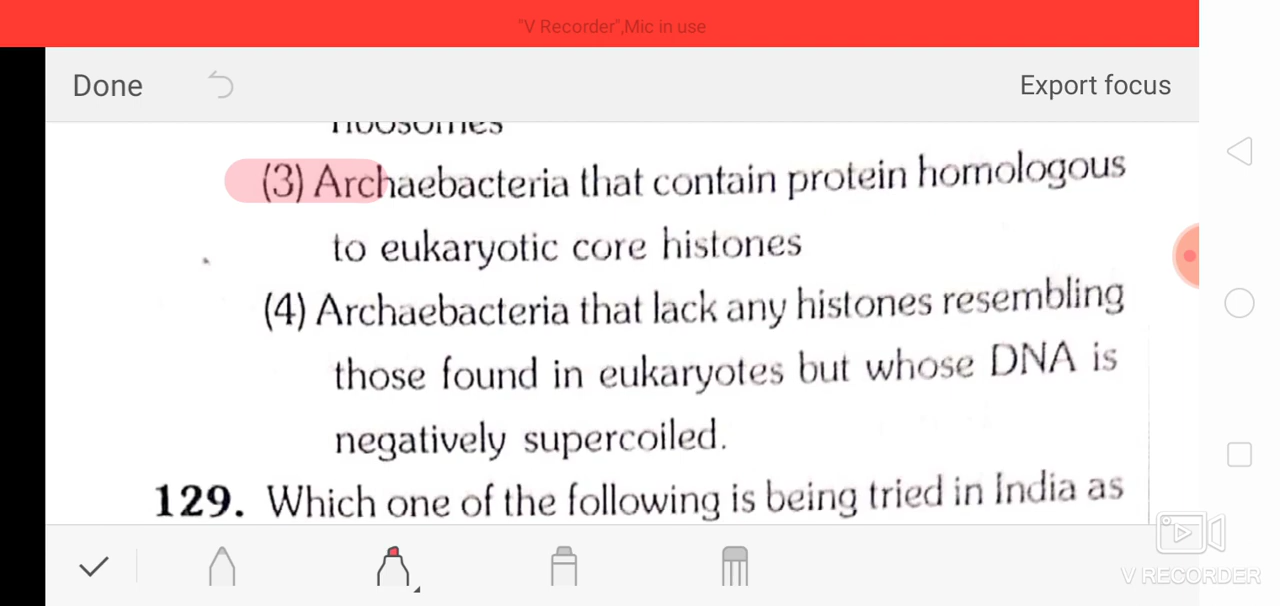 "V Recorder",Mic in use
Done
Export focus
ribosomes
(3) Archaebacteria that contain protein homologous
to eukaryotic core histones
(4) Archaebacteria that lack any histones resembling
those found in eukaryotes but whose DNA is
negatively supercoiled.
129. Which one of the following is being tried in India as
V RECORDER